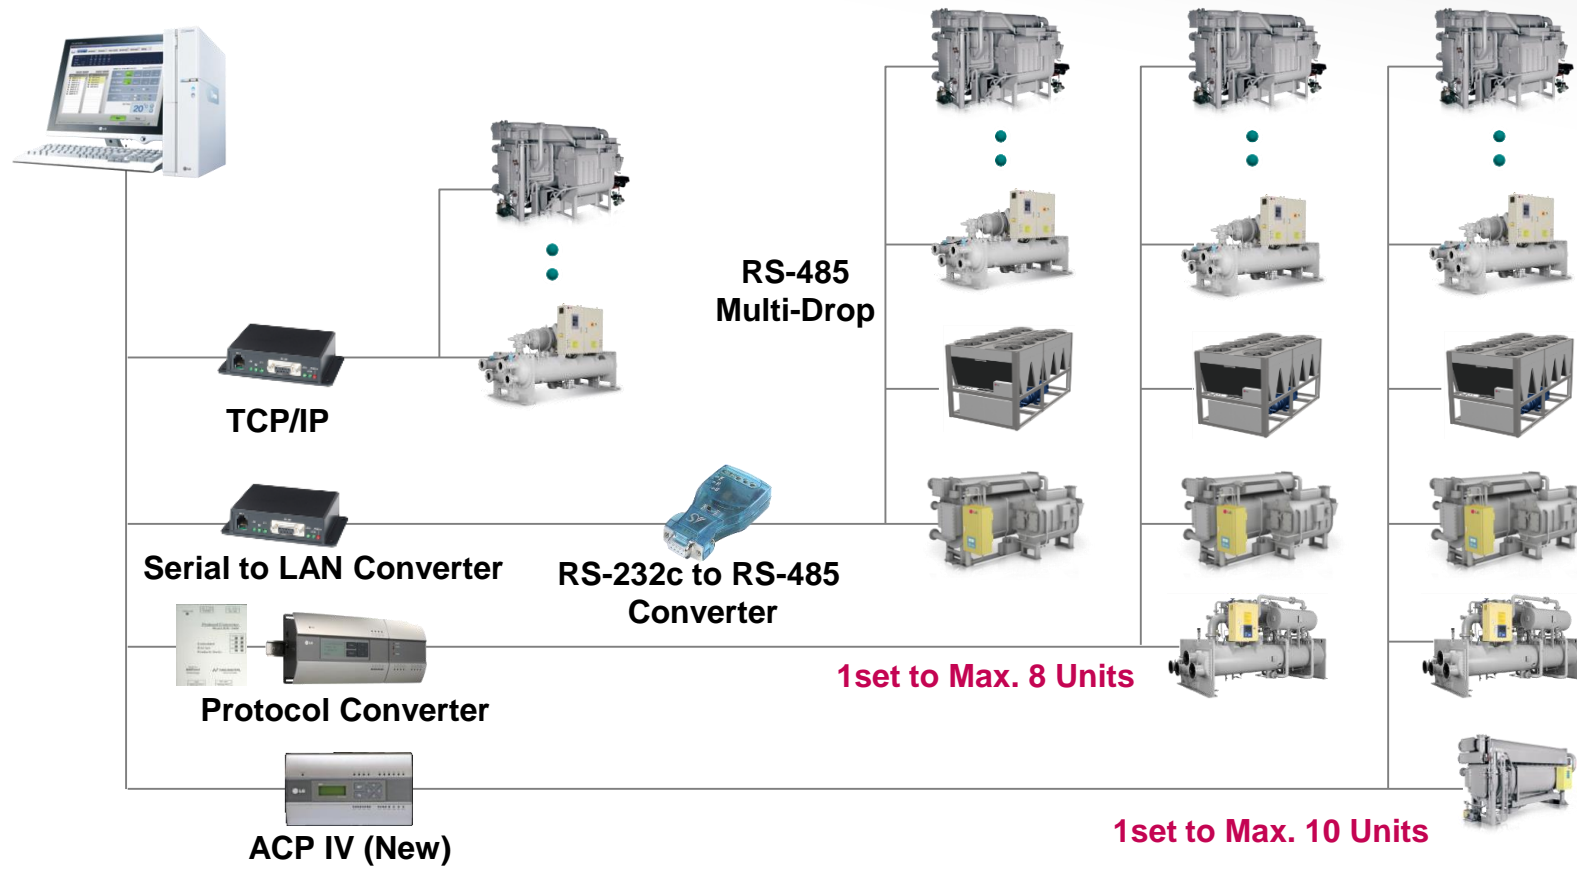 RS-485
Multi-Drop
TCP/IP
Serial to LAN Converter
RS-232c to RS-485
Converter
1set to Max. 8 Units
Protocol Converter
1set to Max. 10 Units
ACP IV (New)